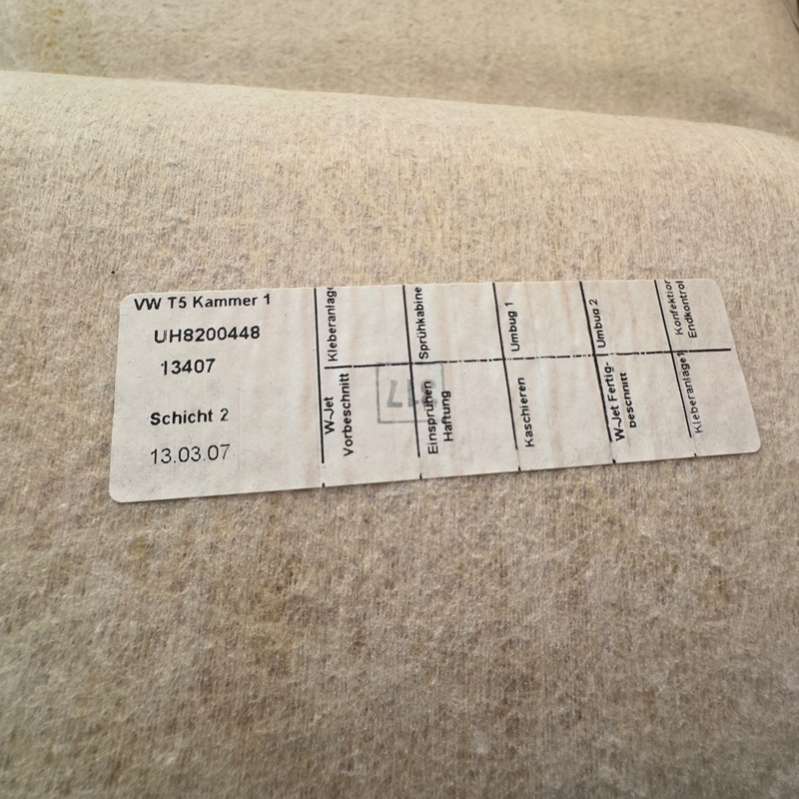 VW T5 Kammer 1
UH8200448
13407
Schicht 2
13.03.07
Kleberanlage
Sprühkabine
Umbug 1
Umbug 2
Konfektion
Endkontrol
W-Jet
Vorbeschnitt
Einsprühen
Haftung
Kaschieren
W-Jet Fertig-
beschnitt
Kleberanlage